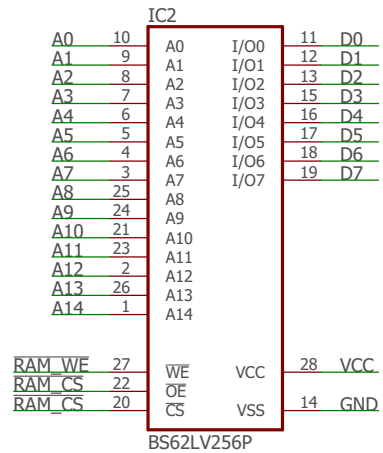 IC2
A0 10 A0 I/O0 11 D0
A1 9 A1 I/O1 12 D1
A2 8 A2 I/O2 13 D2
A3 7 A3 I/O3 15 D3
A4 6 A4 I/O4 16 D4
A5 5 A5 I/O5 17 D5
A6 4 A6 I/O6 18 D6
A7 3 A7 I/O7 19 D7
A8 25 A8
A9 24 A9
A10 21 A10
A11 23 A11
A12 2 A12
A13 26 A13
A14 1 A14
RAM_WE 27 WE VCC 28 VCC
RAM_CS 22 OE
RAM_CS 20 CS VSS 14 GND
BS62LV256P